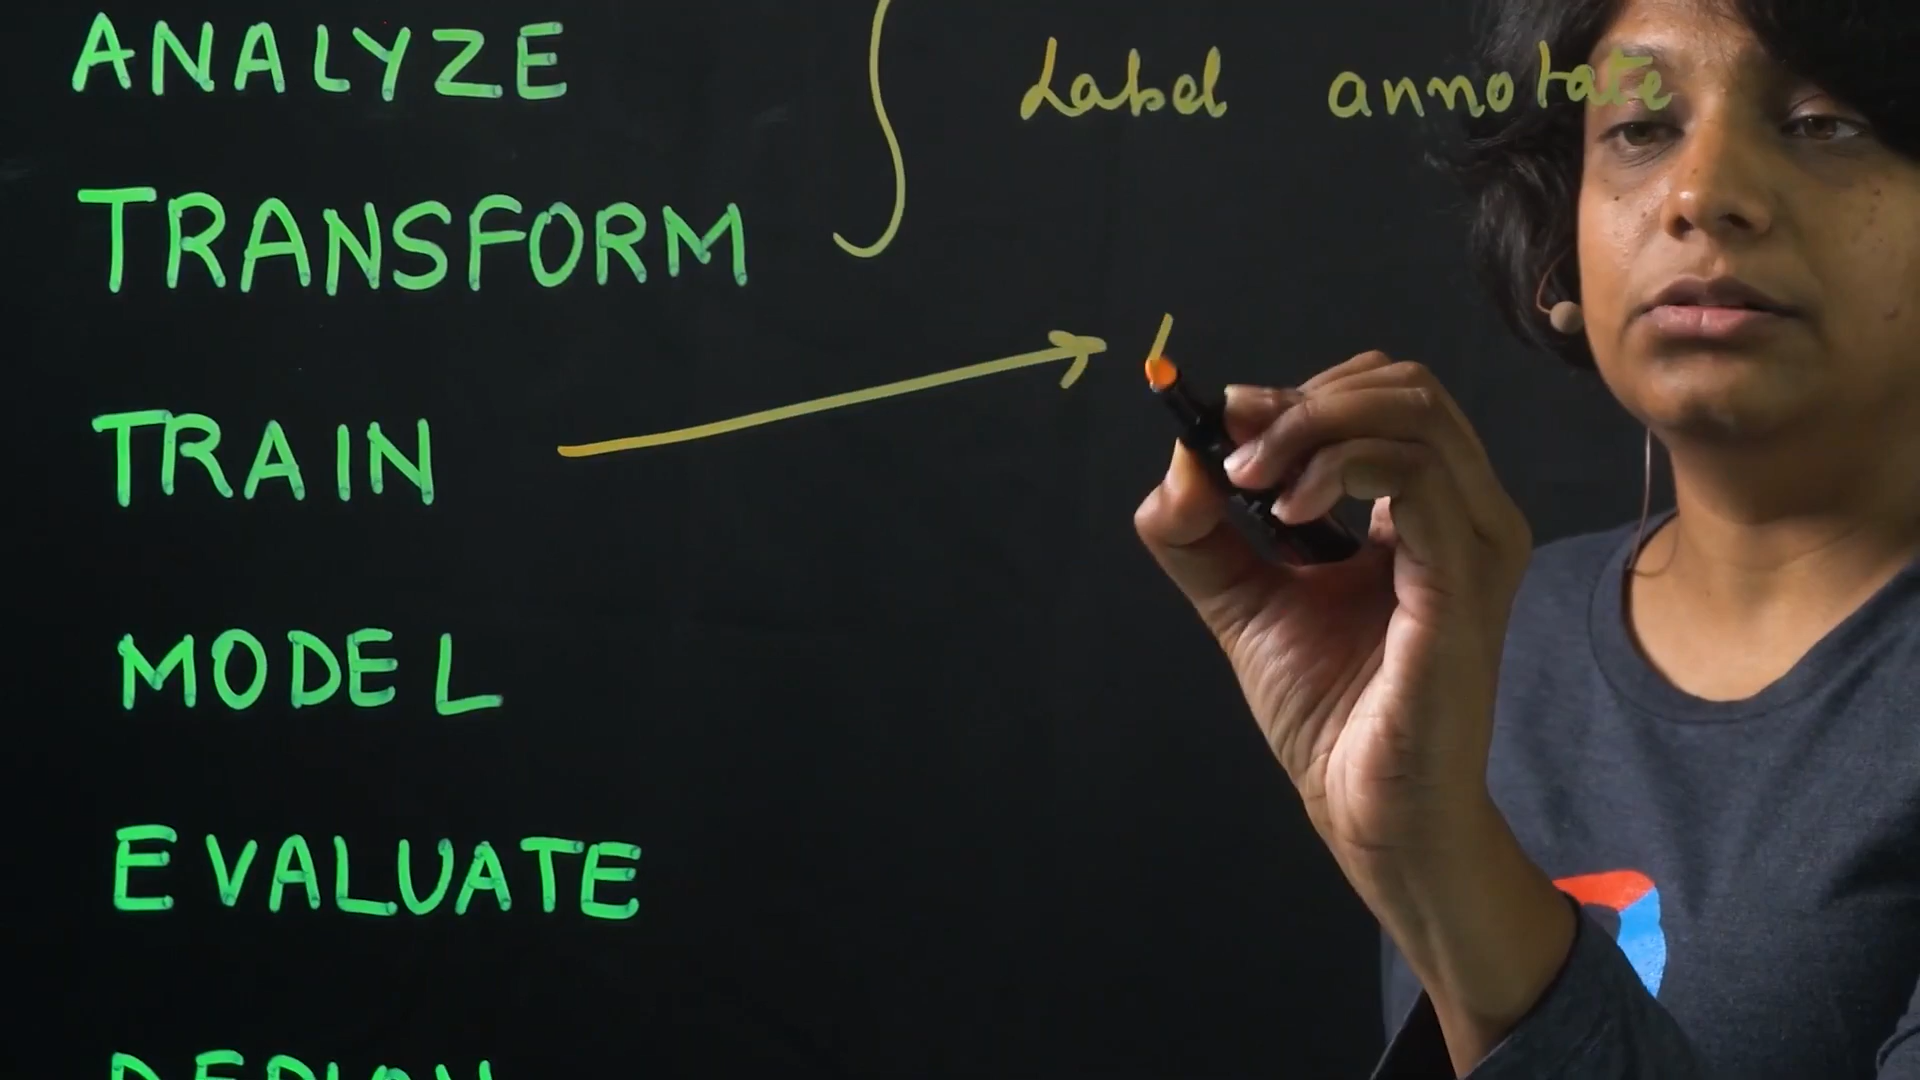 ANALYZE
Label annotate
TRANSFORM
TRAIN
MODEL
EVALUATE